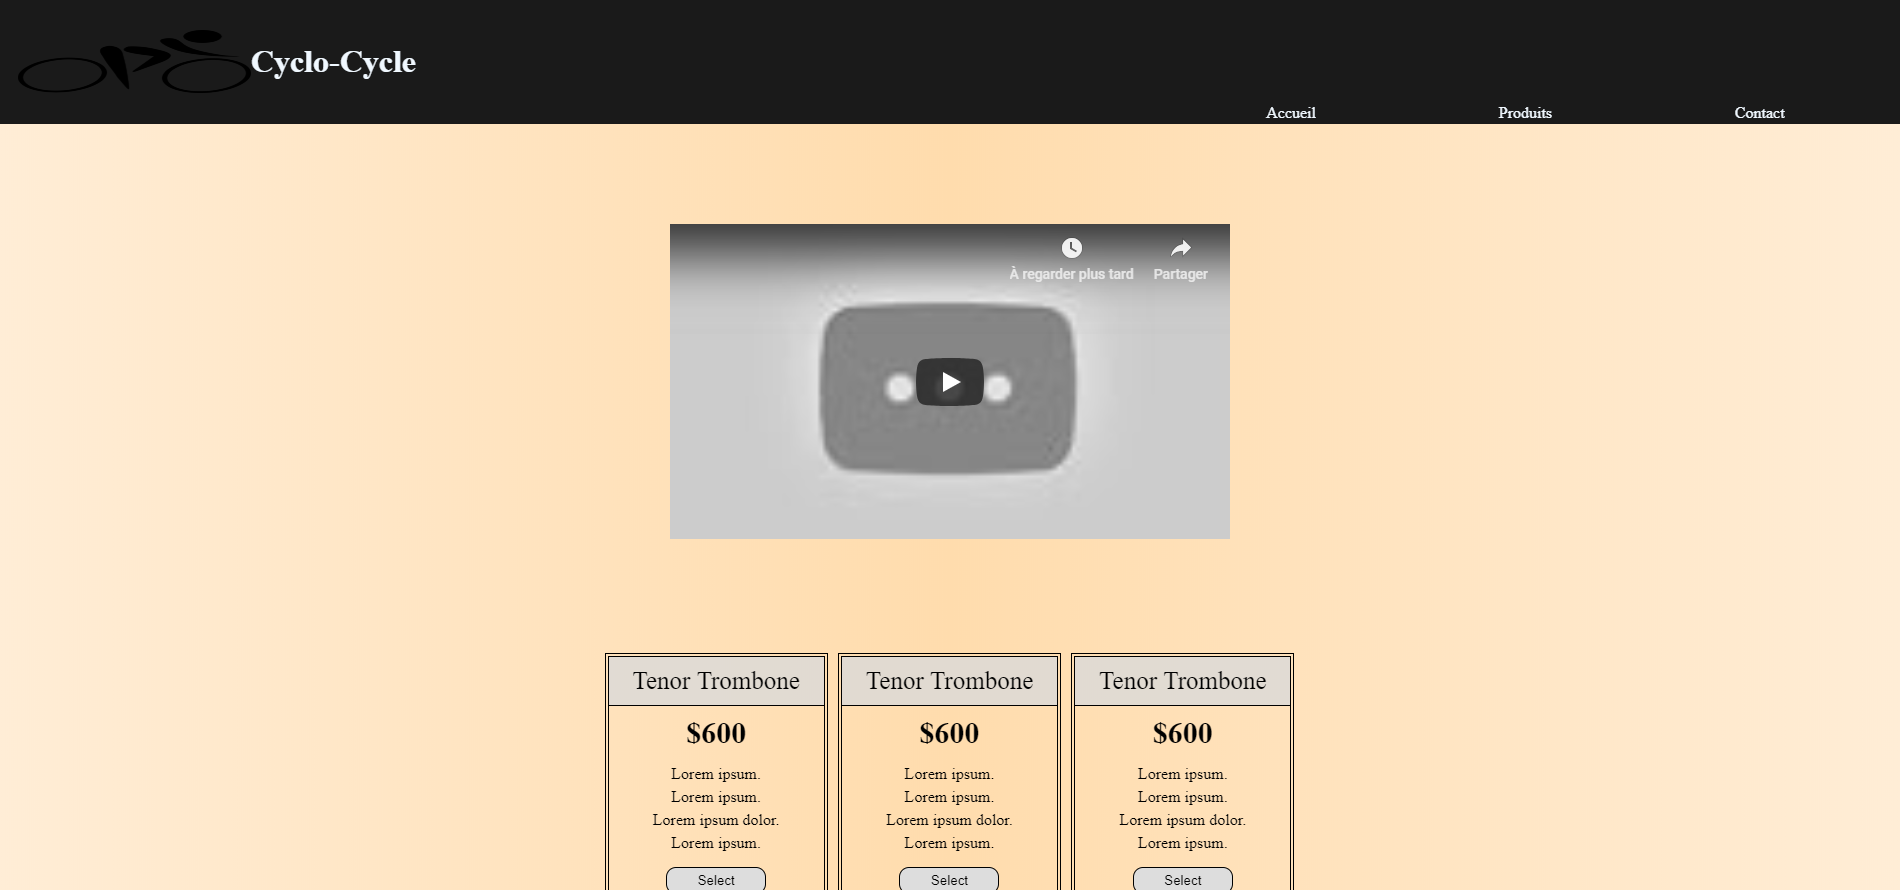 Cyclo-Cycle
Accueil Produits Contact
À regarder plus tard Partager
Tenor Trombone Tenor Trombone Tenor Trombone
$600 $600 $600
Lorem ipsum. Lorem ipsum. Lorem ipsum.
Lorem ipsum. Lorem ipsum. Lorem ipsum.
Lorem ipsum dolor. Lorem ipsum dolor. Lorem ipsum dolor.
Lorem ipsum. Lorem ipsum. Lorem ipsum.
Select Select Select